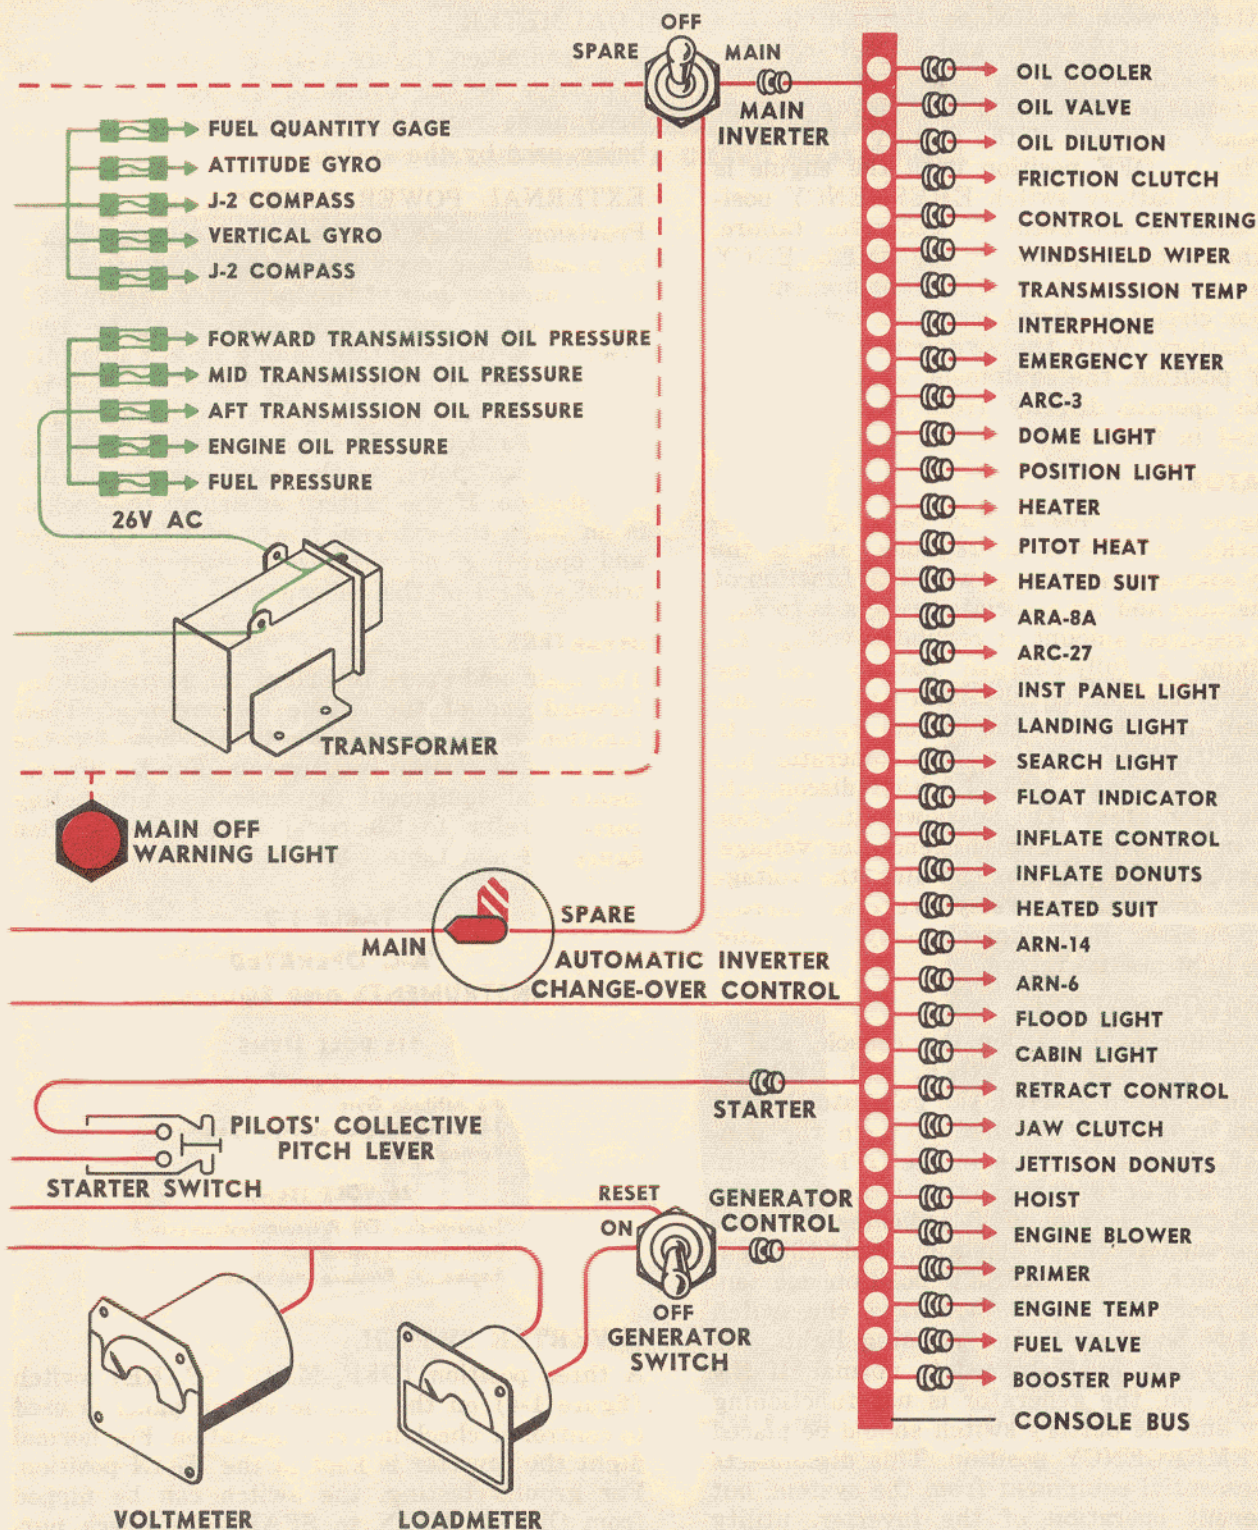 OFF
SPARE
MAIN
MAIN
INVERTER
FUEL QUANTITY GAGE
ATTITUDE GYRO
J-2 COMPASS
VERTICAL GYRO
J-2 COMPASS
FORWARD TRANSMISSION OIL PRESSURE
MID TRANSMISSION OIL PRESSURE
AFT TRANSMISSION OIL PRESSURE
ENGINE OIL PRESSURE
FUEL PRESSURE
26V AC
TRANSFORMER
MAIN OFF
WARNING LIGHT
SPARE
MAIN
AUTOMATIC INVERTER
CHANGE-OVER CONTROL
STARTER
PILOTS' COLLECTIVE
PITCH LEVER
STARTER SWITCH
RESET
ON
GENERATOR
CONTROL
OFF
GENERATOR
SWITCH
VOLTMETER
LOADMETER
OIL COOLER
OIL VALVE
OIL DILUTION
FRICTION CLUTCH
CONTROL CENTERING
WINDSHIELD WIPER
TRANSMISSION TEMP
INTERPHONE
EMERGENCY KEYER
ARC-3
DOME LIGHT
POSITION LIGHT
HEATER
PITOT HEAT
HEATED SUIT
ARA-8A
ARC-27
INST PANEL LIGHT
LANDING LIGHT
SEARCH LIGHT
FLOAT INDICATOR
INFLATE CONTROL
INFLATE DONUTS
HEATED SUIT
ARN-14
ARN-6
FLOOD LIGHT
CABIN LIGHT
RETRACT CONTROL
JAW CLUTCH
JETTISON DONUTS
HOIST
ENGINE BLOWER
PRIMER
ENGINE TEMP
FUEL VALVE
BOOSTER PUMP
CONSOLE BUS